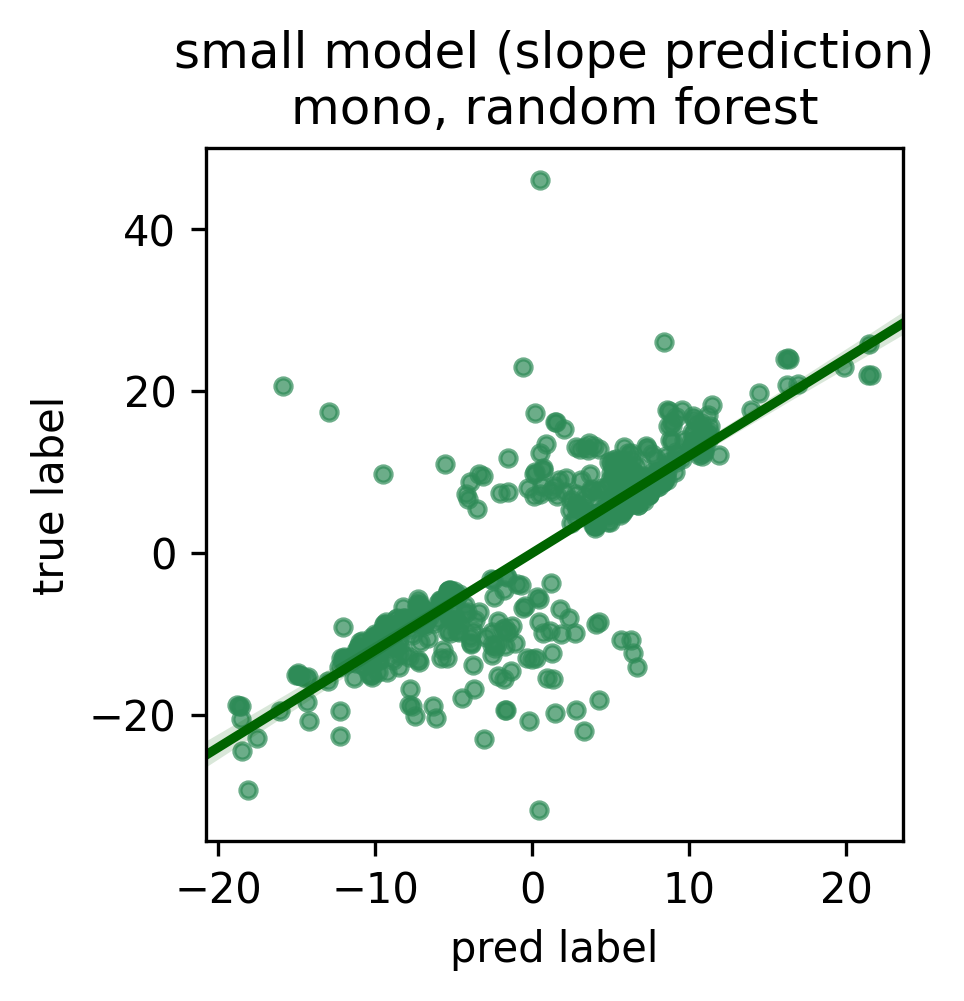 small model (slope prediction)
mono, random forest
40
20
0
−20
true label
−20
−10
0
10
20
pred label